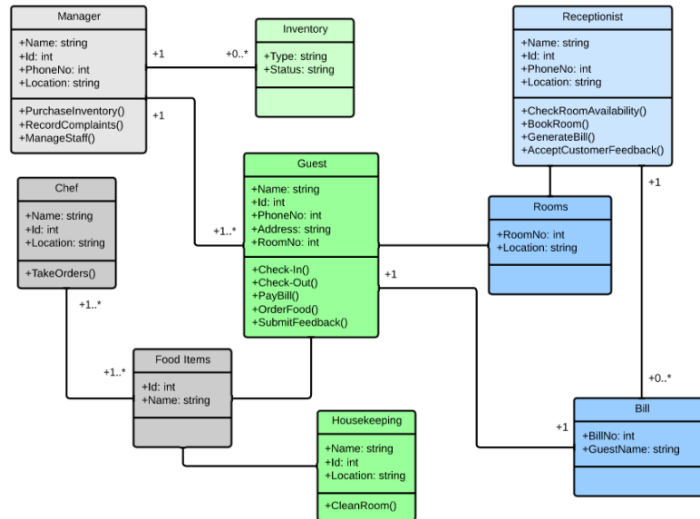 Manager
+Name: string
+Id: int
+PhoneNo: int
+Location: string
+PurchaseInventory()
+RecordComplaints()
+ManageStaff()
+1
+0..*
+1
+1..*
Inventory
+Type: string
+Status: string
Receptionist
+Name: string
+Id: int
+PhoneNo: int
+Location: string
+CheckRoomAvailability()
+BookRoom()
+GenerateBill()
+AcceptCustomerFeedback()
+1
+0..*
Chef
+Name: string
+Id: int
+Location: string
+TakeOrders()
+1..*
+1..*
Guest
+Name: string
+Id: int
+PhoneNo: int
+Address: string
+RoomNo: int
+Check-In()
+Check-Out()
+PayBill()
+OrderFood()
+SubmitFeedback()
+1
+1
Rooms
+RoomNo: int
+Location: string
Food Items
+Id: int
+Name: string
Housekeeping
+Name: string
+Id: int
+Location: string
+CleanRoom()
Bill
+BillNo: int
+GuestName: string